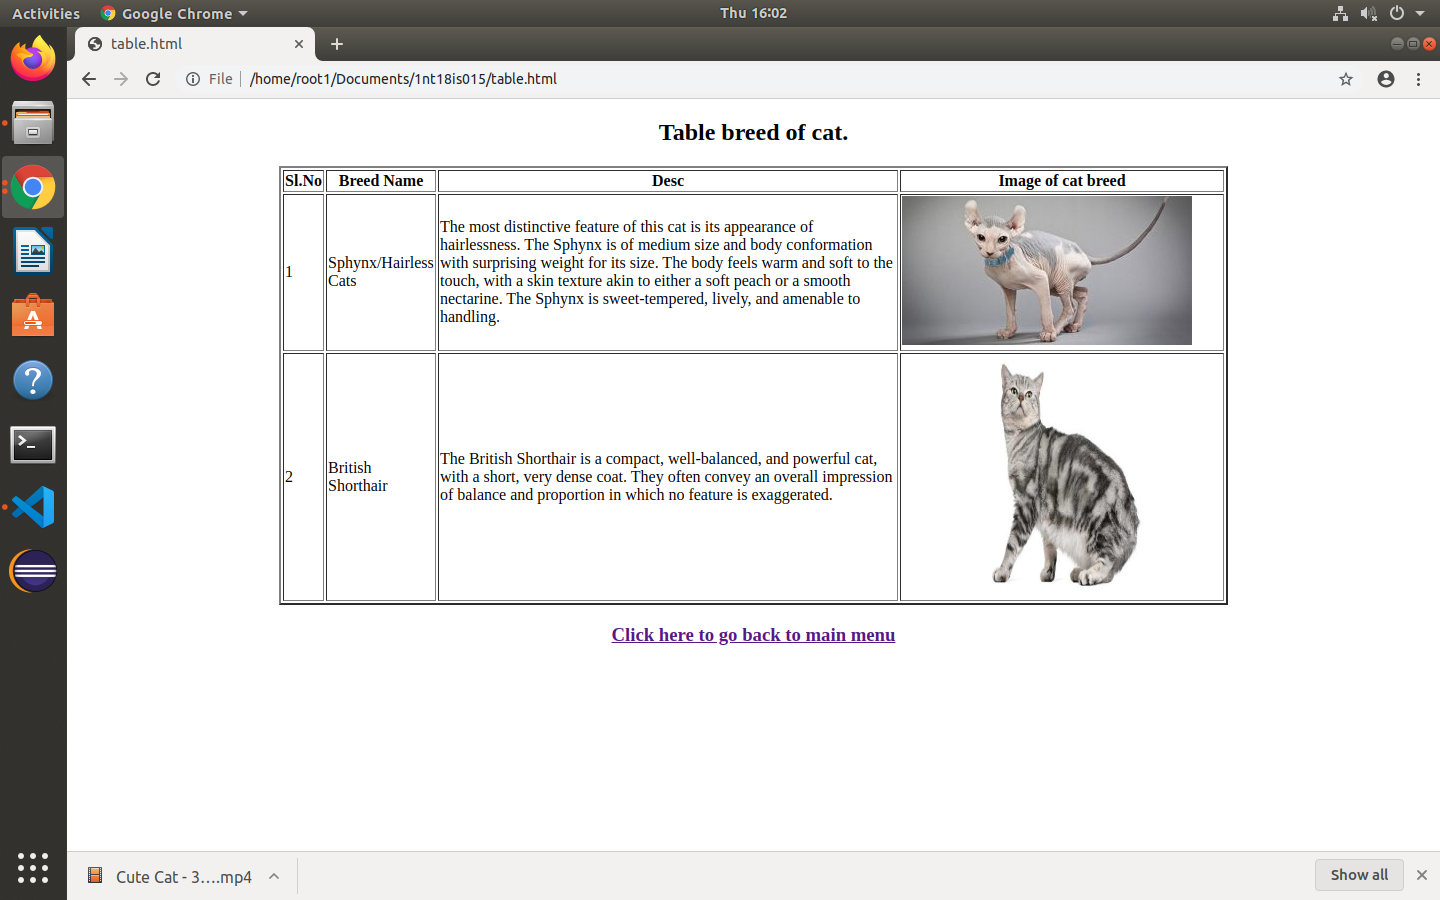 Activities
Google Chrome
Thu 16:02
table.html
File
/home/root1/Documents/1nt18is015/table.html
Table breed of cat.
Sl.No Breed Name Desc Image of cat breed
1
Sphynx/Hairless
Cats
The most distinctive feature of this cat is its appearance of
hairlessness. The Sphynx is of medium size and body conformation
with surprising weight for its size. The body feels warm and soft to the
touch, with a skin texture akin to either a soft peach or a smooth
nectarine. The Sphynx is sweet-tempered, lively, and amenable to
handling.
2
British
Shorthair
The British Shorthair is a compact, well-balanced, and powerful cat,
with a short, very dense coat. They often convey an overall impression
of balance and proportion in which no feature is exaggerated.
Click here to go back to main menu
Cute Cat - 3….mp4
Show all